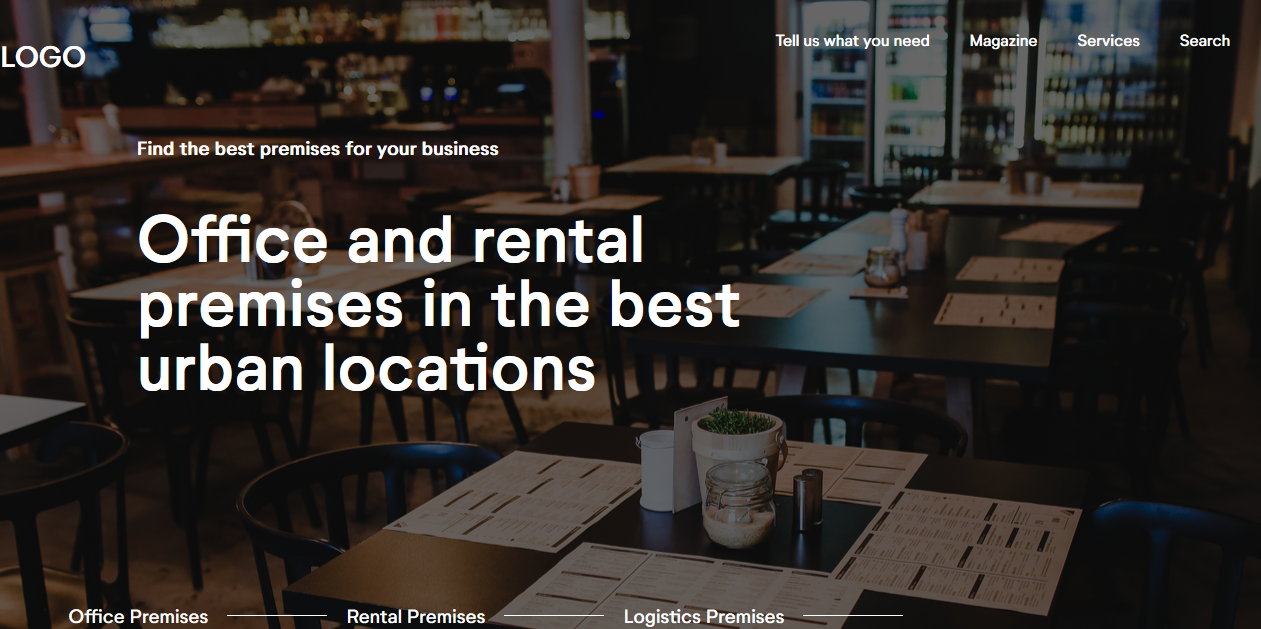 LOGO
Tell us what you need
Magazine
Services
Search
Find the best premises for your business
Office and rental
premises in the best
urban locations
Office Premises
Rental Premises
Logistics Premises